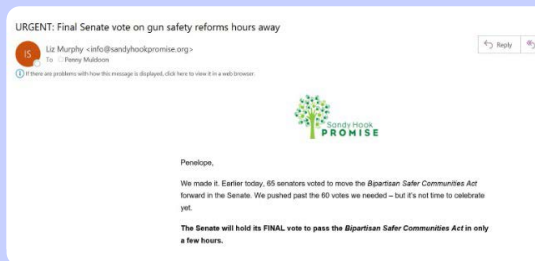 URGENT: Final Senate vote on gun safety reforms hours away
IS
Liz Murphy <info@sandyhookpromise.org>
To Penny Muldoon
Reply
If there are problems with how this message is displayed, click here to view it in a web browser.
Sandy Hook
PROMISE
Penelope,
We made it. Earlier today, 65 senators voted to move the Bipartisan Safer Communities Act
forward in the Senate. We pushed past the 60 votes we needed – but it's not time to celebrate
yet.
The Senate will hold its FINAL vote to pass the Bipartisan Safer Communities Act in only
a few hours.